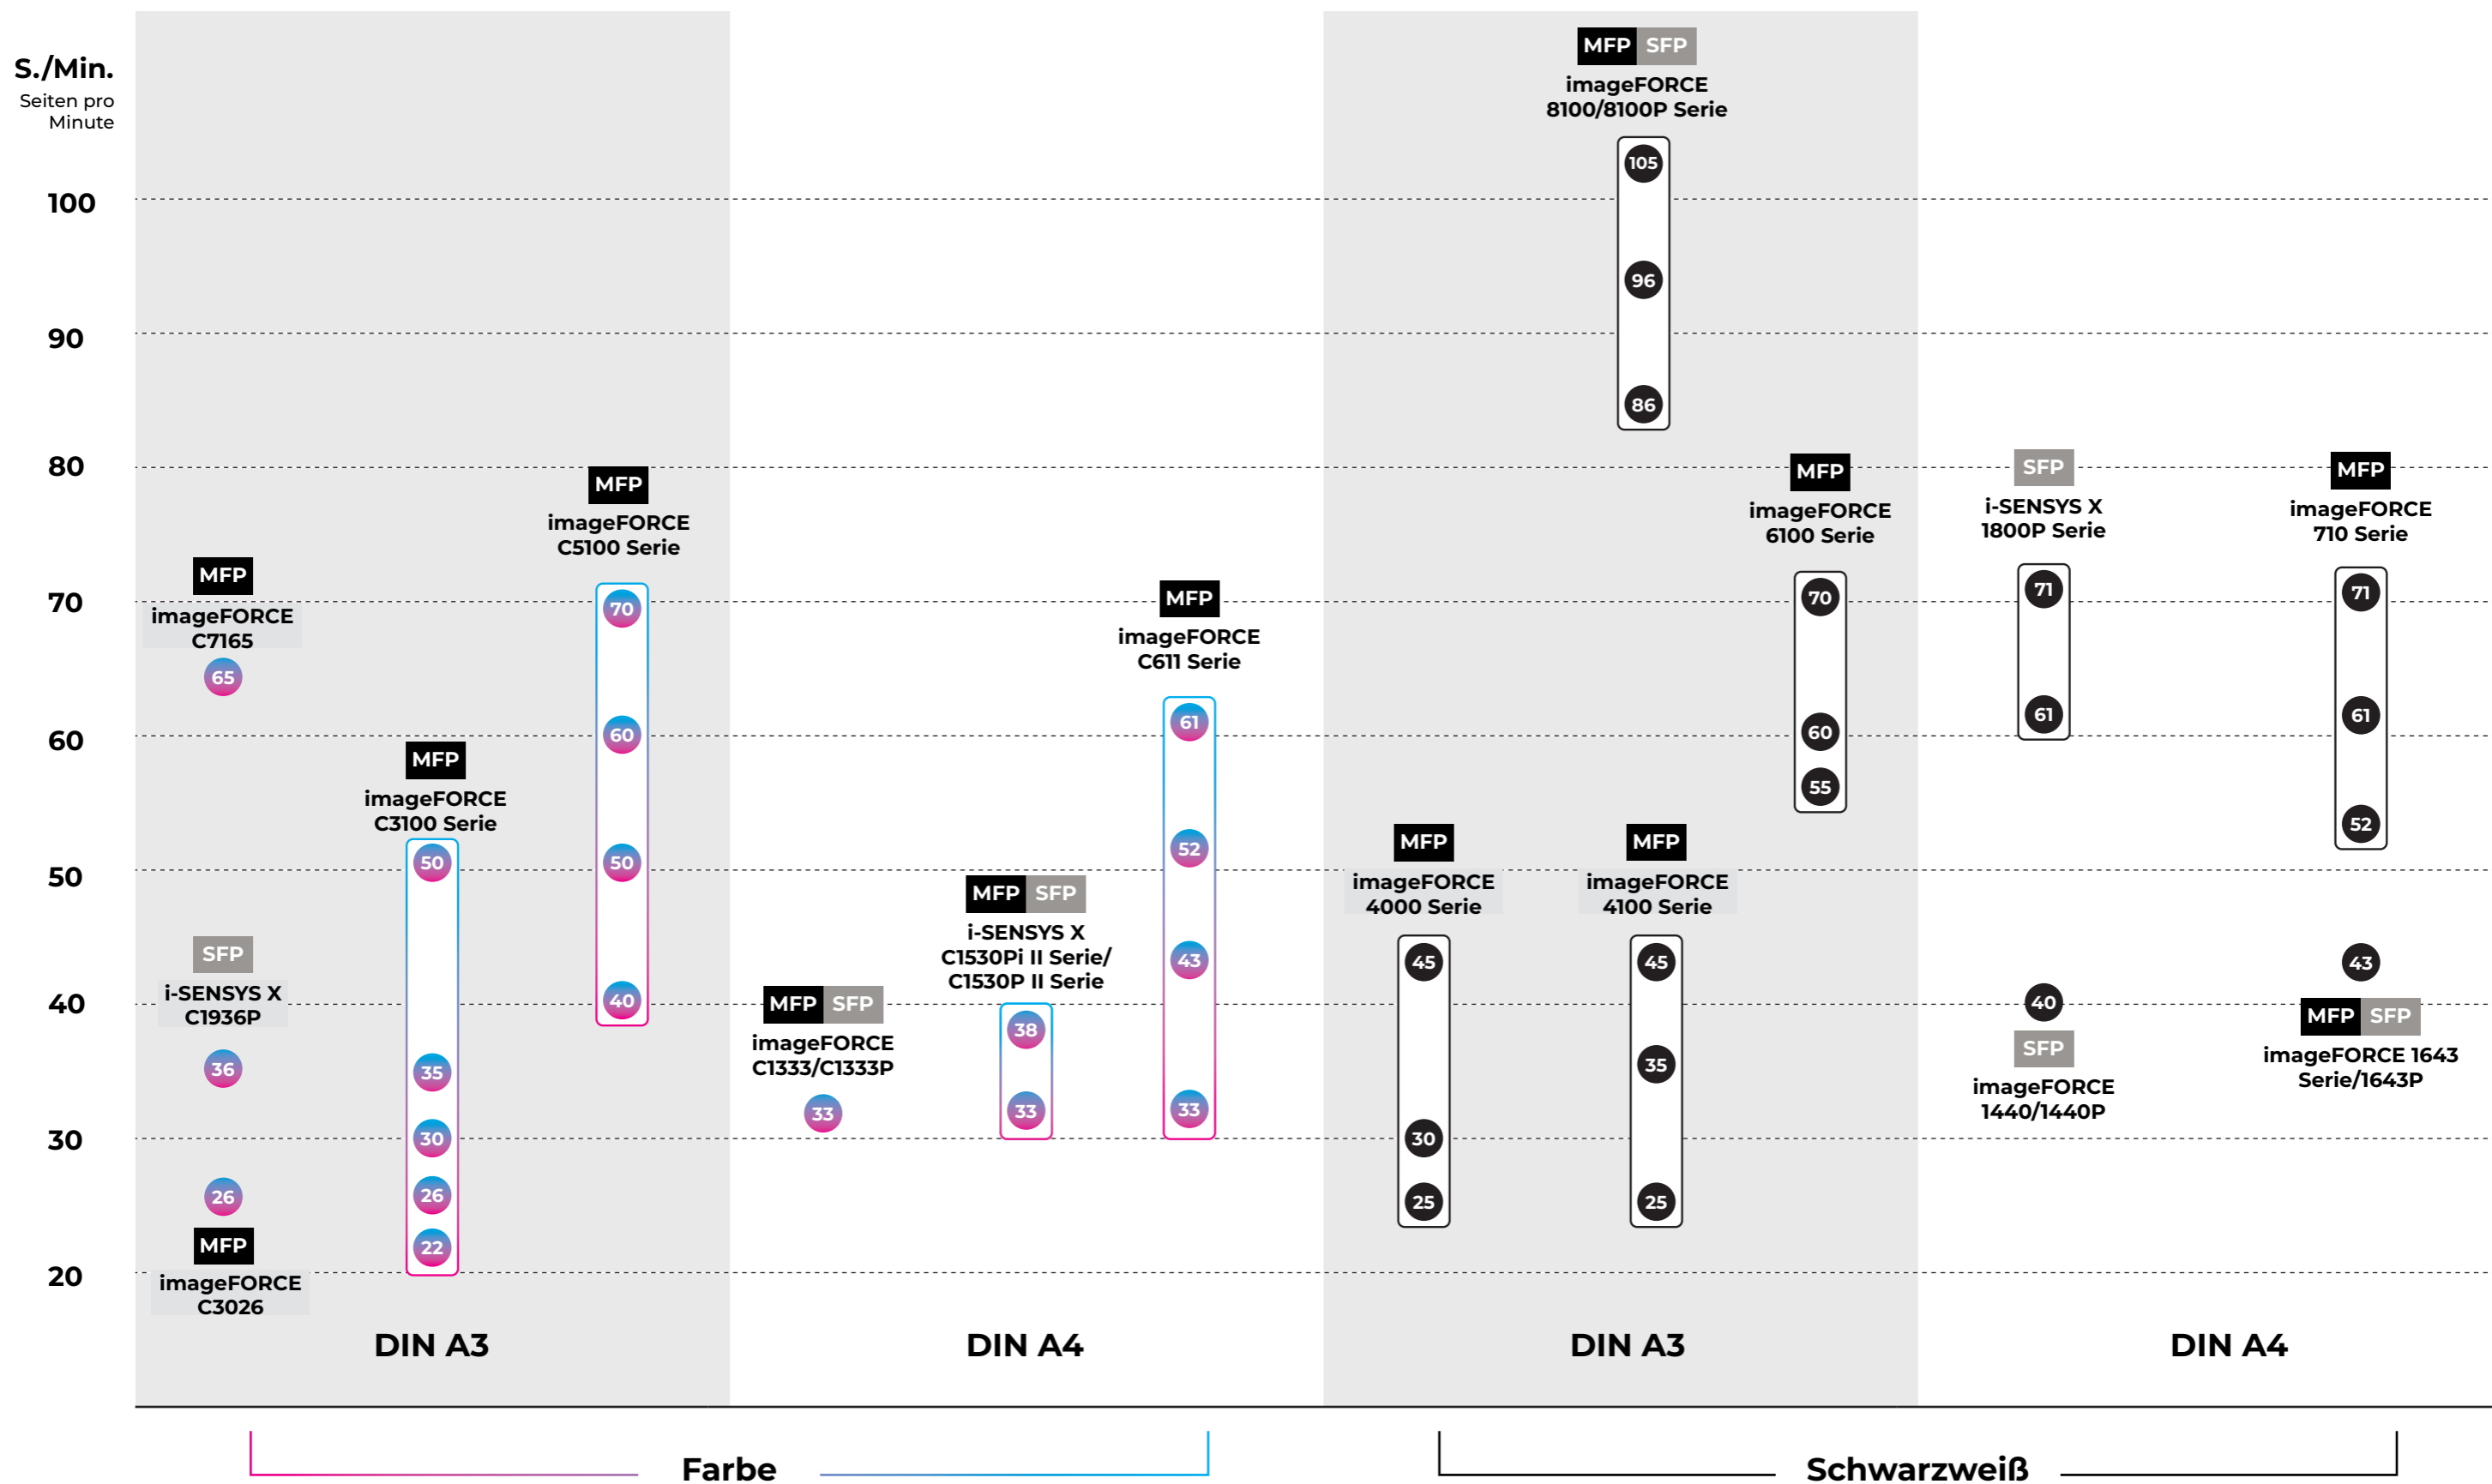 S./Min.
Seiten pro
Minute
100
90
80
70
60
50
40
30
20
MFP
imageFORCE
C7165
65
SFP
i-SENSYS X
C1936P
36
26
MFP
imageFORCE
C3026
MFP
imageFORCE
C3100 Serie
50
35
30
26
22
MFP
imageFORCE
C5100 Serie
70
60
50
40
DIN A3
MFP SFP
imageFORCE
C1333/C1333P
33
MFP SFP
i-SENSYS X
C1530Pi II Serie/
C1530P II Serie
38
33
MFP
imageFORCE
C611 Serie
61
52
43
33
DIN A4
MFP
imageFORCE
4000 Serie
45
30
25
MFP SFP
imageFORCE
8100/8100P Serie
105
96
86
MFP
imageFORCE
4100 Serie
45
35
25
MFP
imageFORCE
6100 Serie
70
60
55
DIN A3
SFP
i-SENSYS X
1800P Serie
71
61
40
SFP
imageFORCE
1440/1440P
MFP
imageFORCE
710 Serie
71
61
52
43
MFP SFP
imageFORCE 1643
Serie/1643P
DIN A4
Farbe
Schwarzweiß